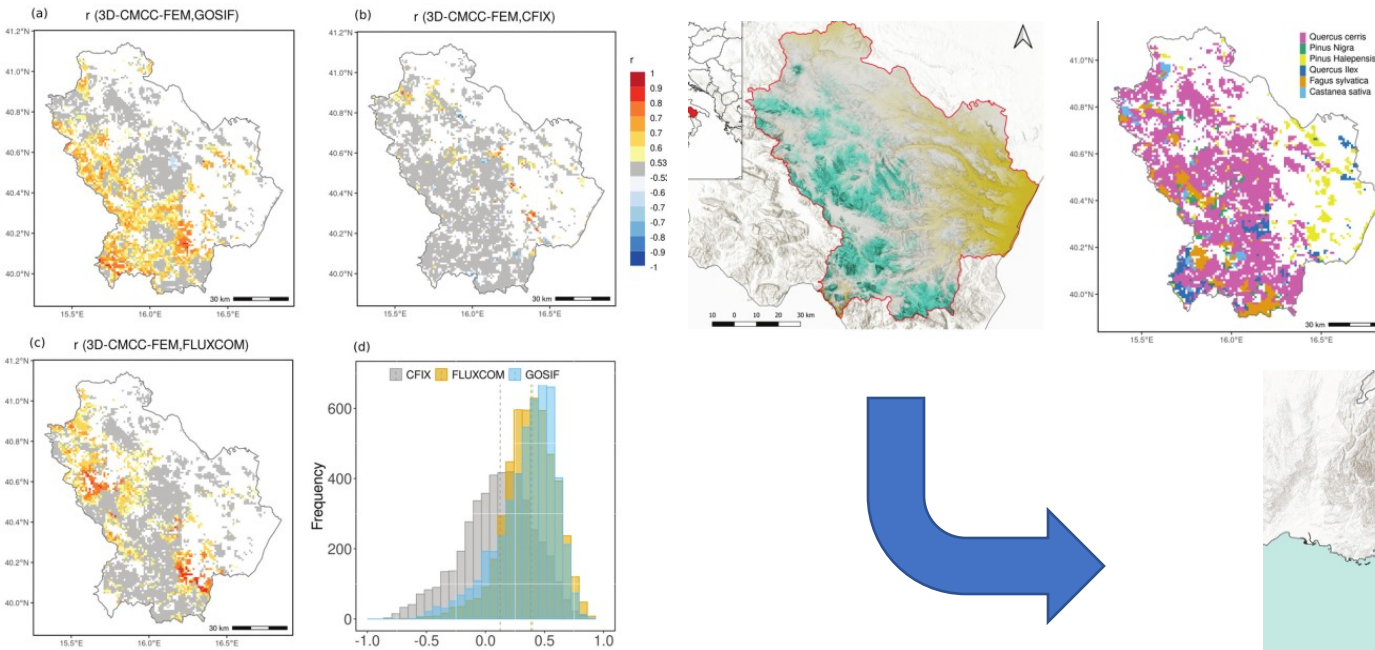 (a)
r (3D-CMCC-FEM,GOSIF)
41.2°N
41.0°N
40.8°N
40.6°N
40.4°N
40.2°N
40.0°N
30 km
15.5°E
16.0°E
16.5°E
(b)
r (3D-CMCC-FEM,CFIX)
41.2°N
41.0°N
40.8°N
40.6°N
40.4°N
40.2°N
40.0°N
30 km
15.5°E
16.0°E
16.5°E
r
1
0.9
0.8
0.7
0.6
0.53
-0.53
-0.6
-0.7
-0.7
-0.8
-0.9
-1
10 0 10 20 30 km
Quercus cerris
Pinus Nigra
Pinus Halepensis
Quercus Ilex
Fagus sylvatica
Castanea sativa
41.2°N
41.0°N
40.8°N
40.6°N
40.4°N
40.2°N
40.0°N
30 km
15.5°E
16.0°E
16.5°E
(c)
r (3D-CMCC-FEM,FLUXCOM)
41.2°N
41.0°N
40.8°N
40.6°N
40.4°N
40.2°N
40.0°N
30 km
15.5°E
16.0°E
16.5°E
(d)
CFIX FLUXCOM GOSIF
Frequency
600
400
200
0
-1.0 -0.5 0.0 0.5 1.0